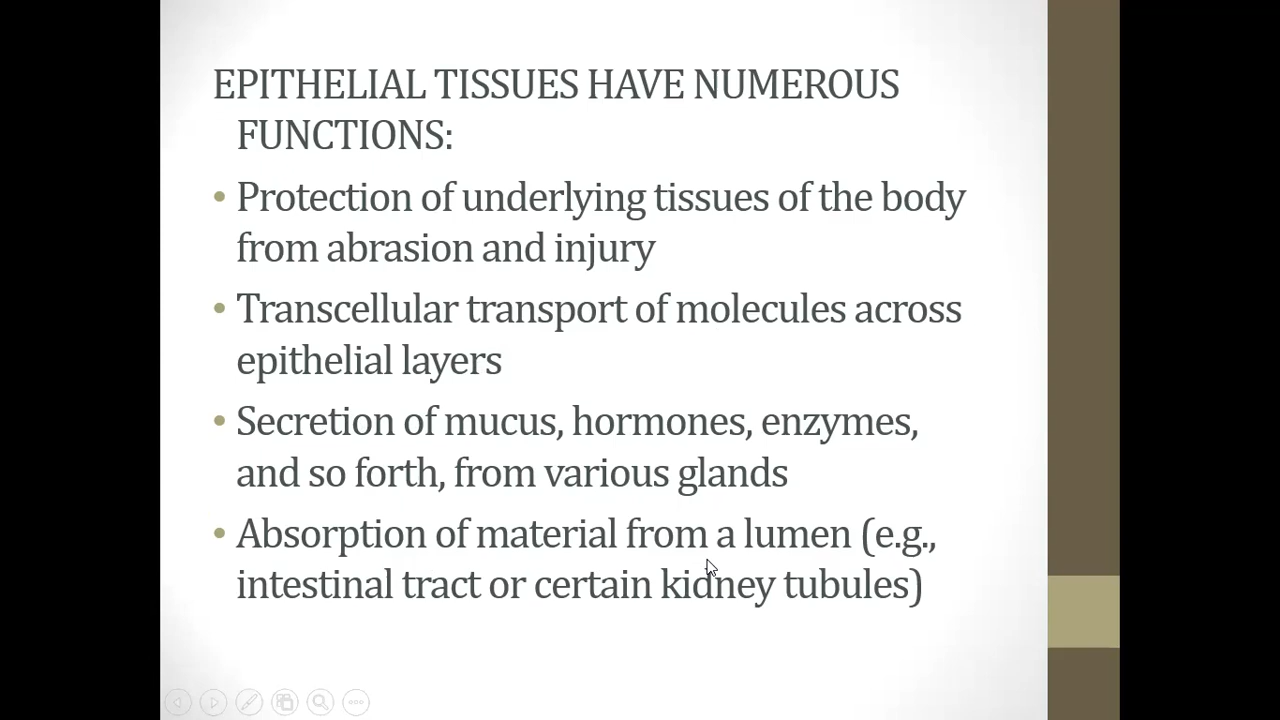 EPITHELIAL TISSUES HAVE NUMEROUS
FUNCTIONS:
• Protection of underlying tissues of the body
from abrasion and injury
• Transcellular transport of molecules across
epithelial layers
• Secretion of mucus, hormones, enzymes,
and so forth, from various glands
• Absorption of material from a lumen (e.g.,
intestinal tract or certain kidney tubules)